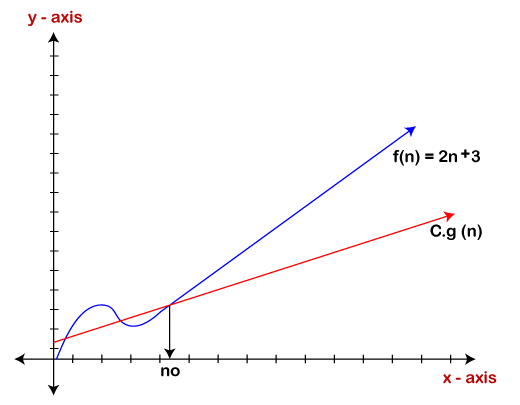 y - axis
f(n) = 2n +3
C.g (n)
no
x - axis